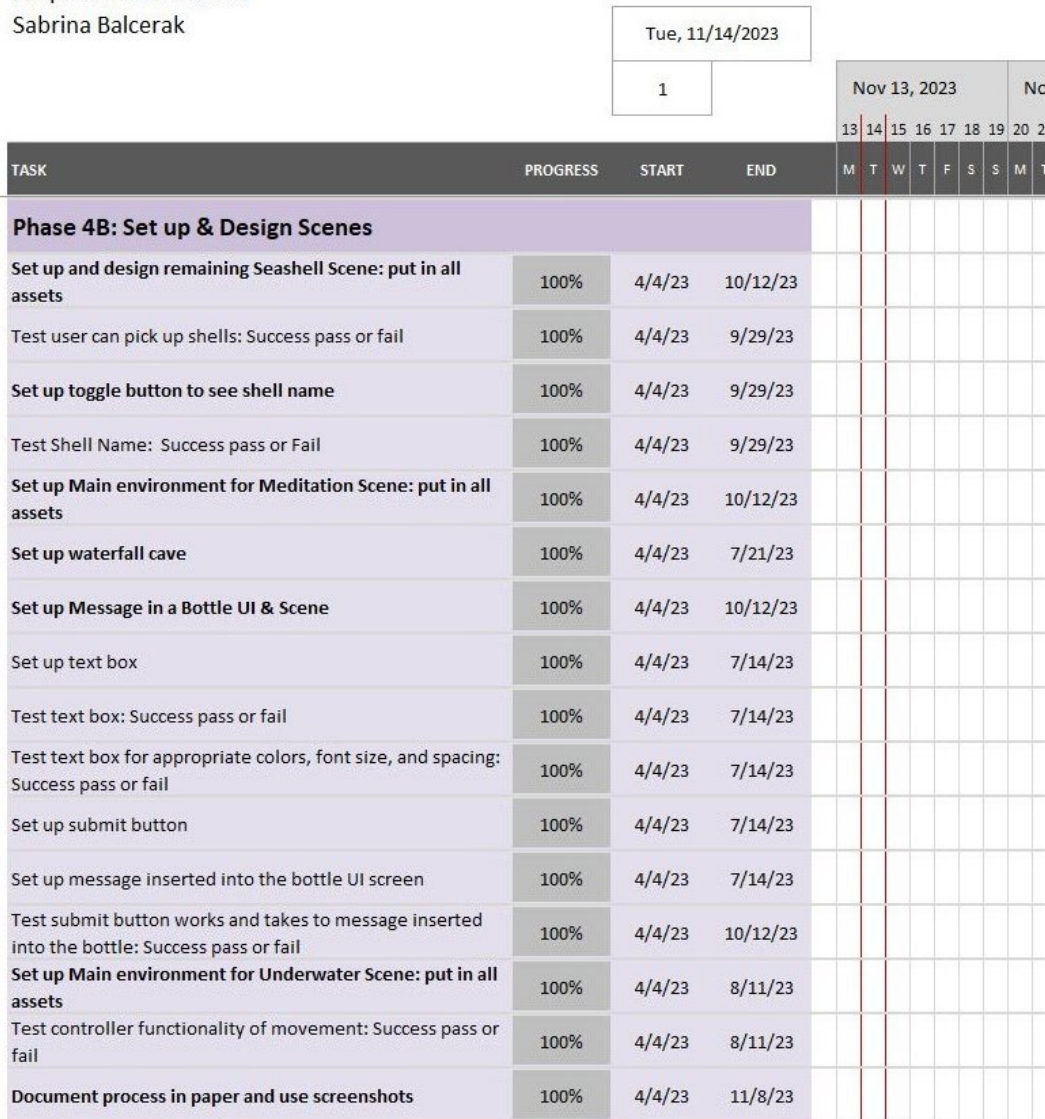 Sabrina Balcerak
Tue, 11/14/2023
1
Nov 13, 2023
13 14 15 16 17 18 19 20
TASK PROGRESS START END M T W T F S S M
Phase 4B: Set up & Design Scenes
Set up and design remaining Seashell Scene: put in all
assets
100% 4/4/23 10/12/23
Test user can pick up shells: Success pass or fail 100% 4/4/23 9/29/23
Set up toggle button to see shell name 100% 4/4/23 9/29/23
Test Shell Name: Success pass or Fail 100% 4/4/23 9/29/23
Set up Main environment for Meditation Scene: put in all
assets
100% 4/4/23 10/12/23
Set up waterfall cave 100% 4/4/23 7/21/23
Set up Message in a Bottle UI & Scene 100% 4/4/23 10/12/23
Set up text box 100% 4/4/23 7/14/23
Test text box: Success pass or fail 100% 4/4/23 7/14/23
Test text box for appropriate colors, font size, and spacing:
Success pass or fail
100% 4/4/23 7/14/23
Set up submit button 100% 4/4/23 7/14/23
Set up message inserted into the bottle UI screen 100% 4/4/23 7/14/23
Test submit button works and takes to message inserted
into the bottle: Success pass or fail
100% 4/4/23 10/12/23
Set up Main environment for Underwater Scene: put in all
assets
100% 4/4/23 8/11/23
Test controller functionality of movement: Success pass or
fail
100% 4/4/23 8/11/23
Document process in paper and use screenshots 100% 4/4/23 11/8/23